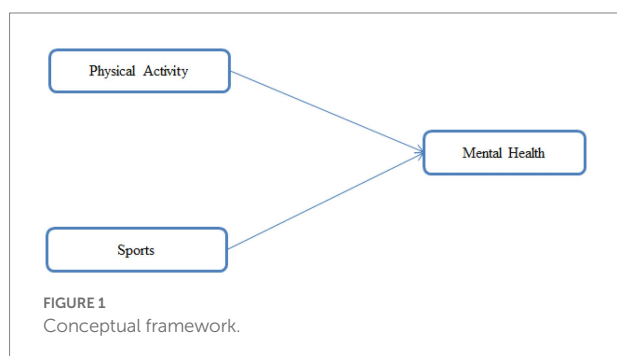 Physical Activity
Mental Health
Sports
FIGURE 1
Conceptual framework.